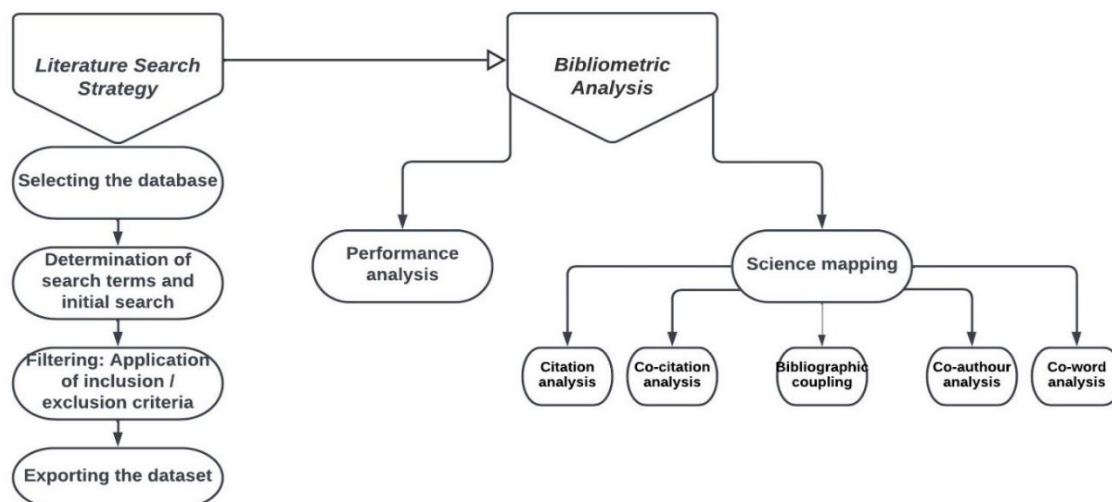 Literature Search
Strategy
Bibliometric
Analysis
Selecting the database
Determination of
search terms and
initial search
Filtering: Application
of inclusion /
exclusion criteria
Exporting the dataset
Performance
analysis
Science mapping
Citation
analysis
Co-citation
analysis
Bibliographic
coupling
Co-authour
analysis
Co-word
analysis